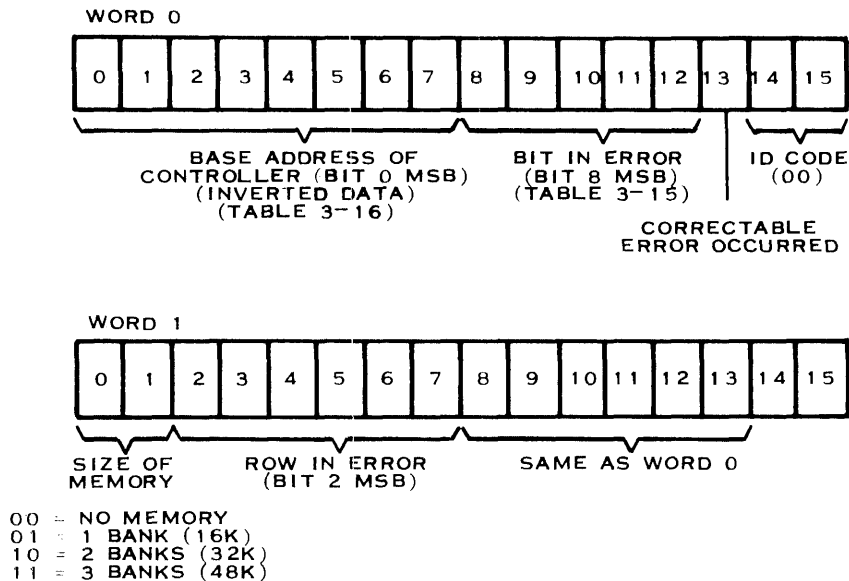 WORD 0
0 1 2 3 4 5 6 7 8 9 10 11 12 13 14 15
BASE ADDRESS OF
CONTROLLER (BIT 0 MSB)
(INVERTED DATA)
(TABLE 3-16)
BIT IN ERROR
(BIT 8 MSB)
(TABLE 3-15)
ID CODE
(00)
CORRECTABLE
ERROR OCCURRED
WORD 1
0 1 2 3 4 5 6 7 8 9 10 11 12 13 14 15
SIZE OF
MEMORY
ROW IN ERROR
(BIT 2 MSB)
SAME AS WORD 0
00 = NO MEMORY
01 = 1 BANK (16K)
10 = 2 BANKS (32K)
11 = 3 BANKS (48K)